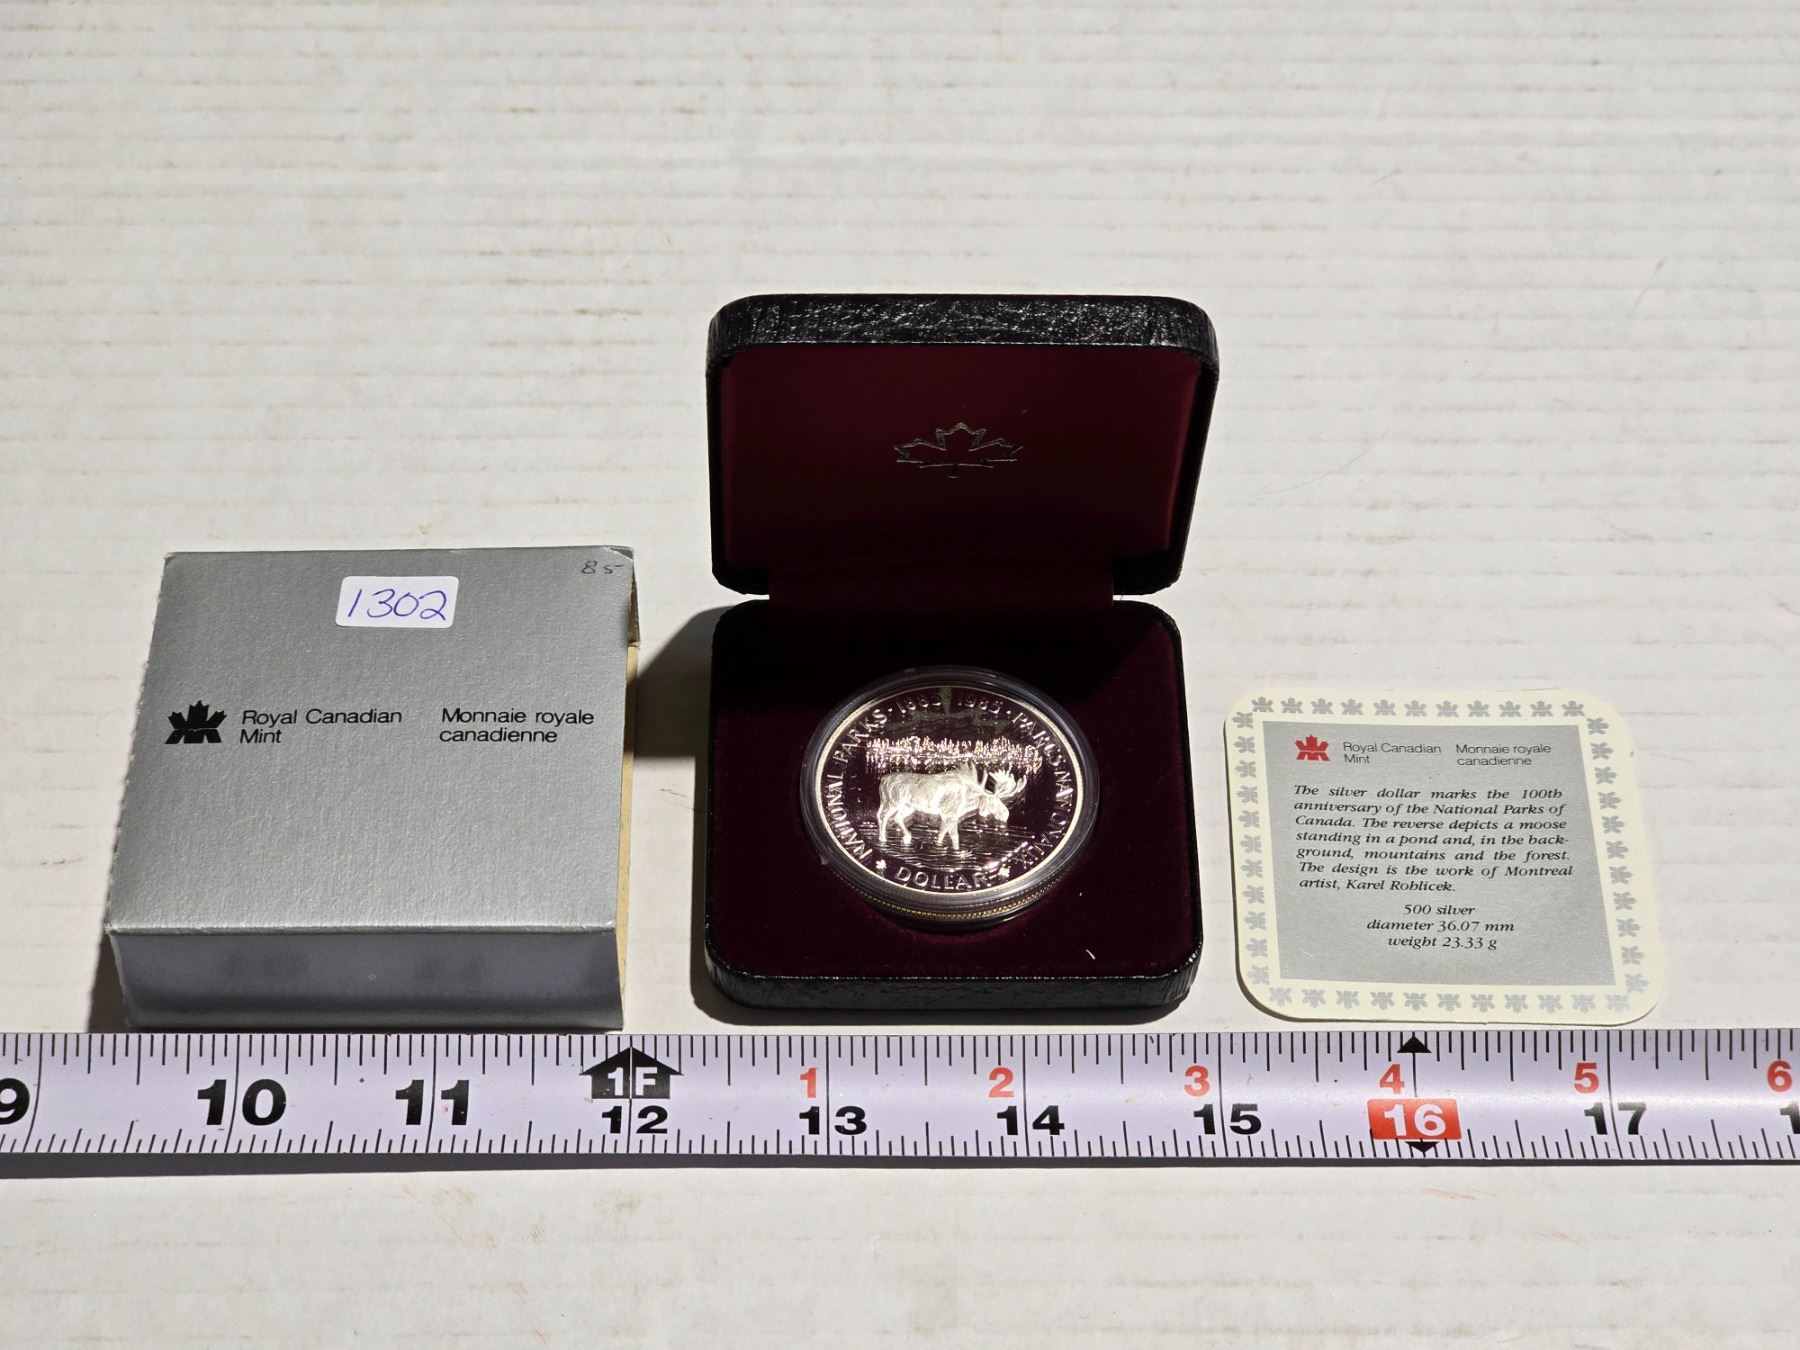 85
1302
Royal Canadian Mint
Monnaie royale canadienne
NATIONAL PARKS · 1885 1985 · PARCS NATIONAUX
DOLLAR
Royal Canadian Mint
Monnaie royale canadienne
The silver dollar marks the 100th
anniversary of the National Parks of
Canada. The reverse depicts a moose
standing in a pond and, in the back-
ground, mountains and the forest.
The design is the work of Montreal
artist, Karel Rohlicek.
500 silver
diameter 36.07 mm
weight 23.33 g
1F 1 2 3 4 5 6
9 10 11 12 13 14 15 16 17